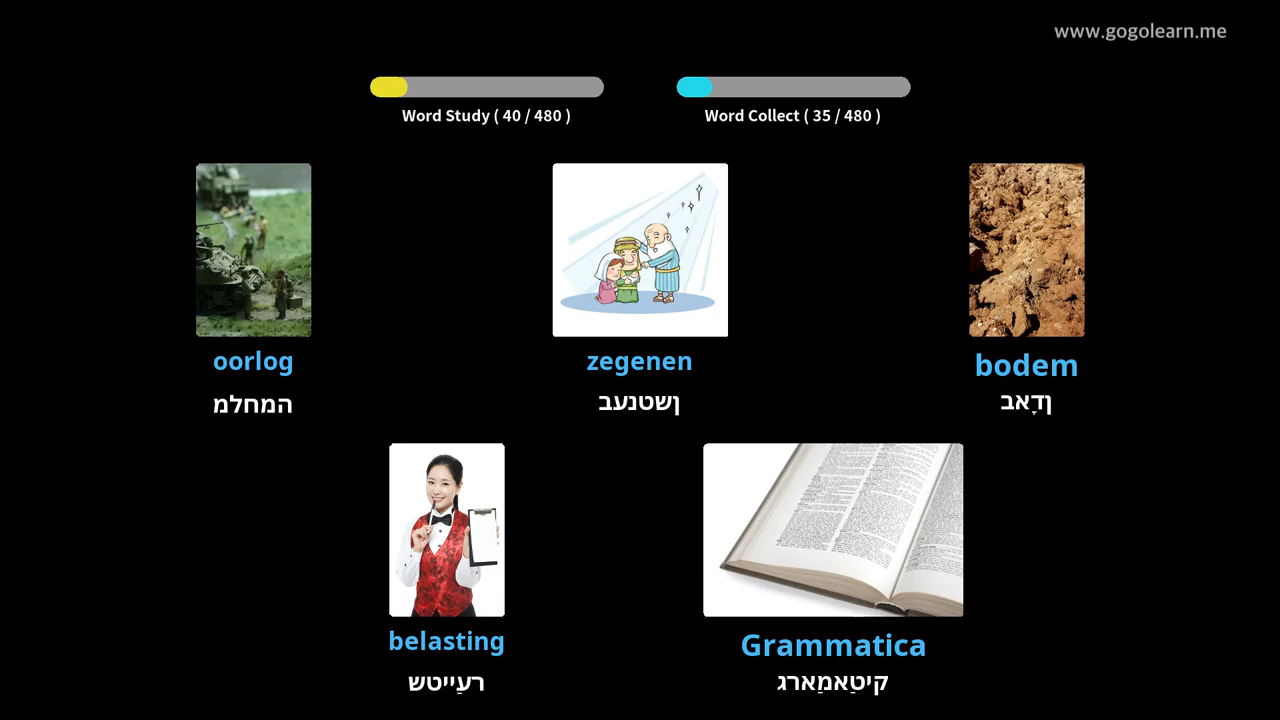 www.gogolearn.me
Word Study ( 40 / 480 )
Word Collect ( 35 / 480 )
oorlog
המחלמ
zegenen
ןשטנעב
bodem
ןדָאב
belasting
רעַייטש
Grammatica
קיטַאמַארג